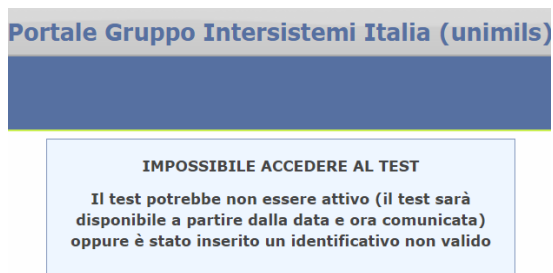 Portale Gruppo Intersistemi Italia (unimils)
IMPOSSIBILE ACCEDERE AL TEST
Il test potrebbe non essere attivo (il test sarà
disponibile a partire dalla data e ora comunicata)
oppure è stato inserito un identificativo non valido